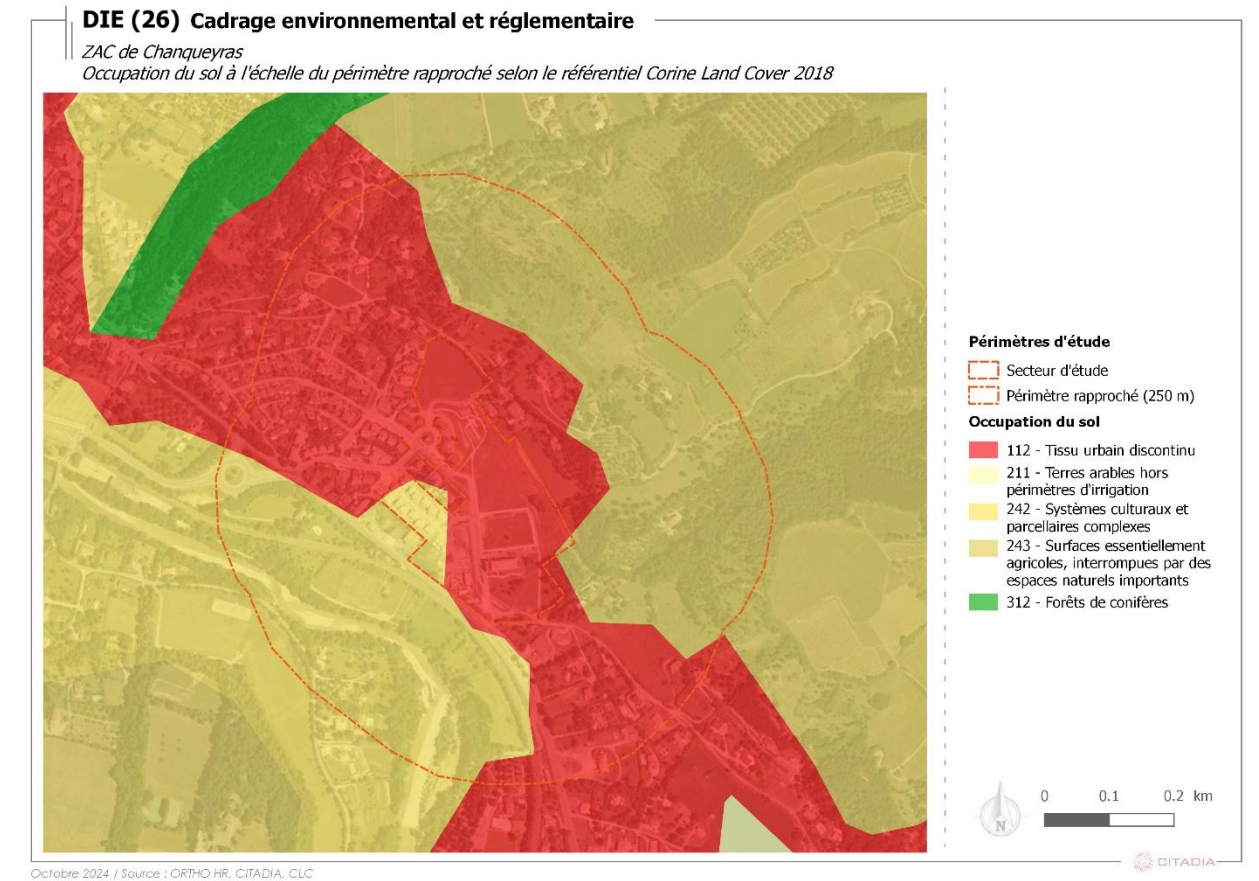 DIE (26) Cadrage environnemental et réglementaire
ZAC de Chanqueyras
Occupation du sol à l'échelle du périmètre rapproché selon le référentiel Corine Land Cover 2018
Périmètres d'étude
Secteur d'étude
Périmètre rapproché (250 m)
Occupation du sol
112 - Tissu urbain discontinu
211 - Terres arables hors
périmètres d'irrigation
242 - Systèmes culturaux et
parcellaires complexes
243 - Surfaces essentiellement
agricoles, interrompues par des
espaces naturels importants
312 - Forêts de conifères
0 0.1 0.2 km
N
CITADIA
Octobre 2024 / Source : ORTHO HR, CITADIA, CLC